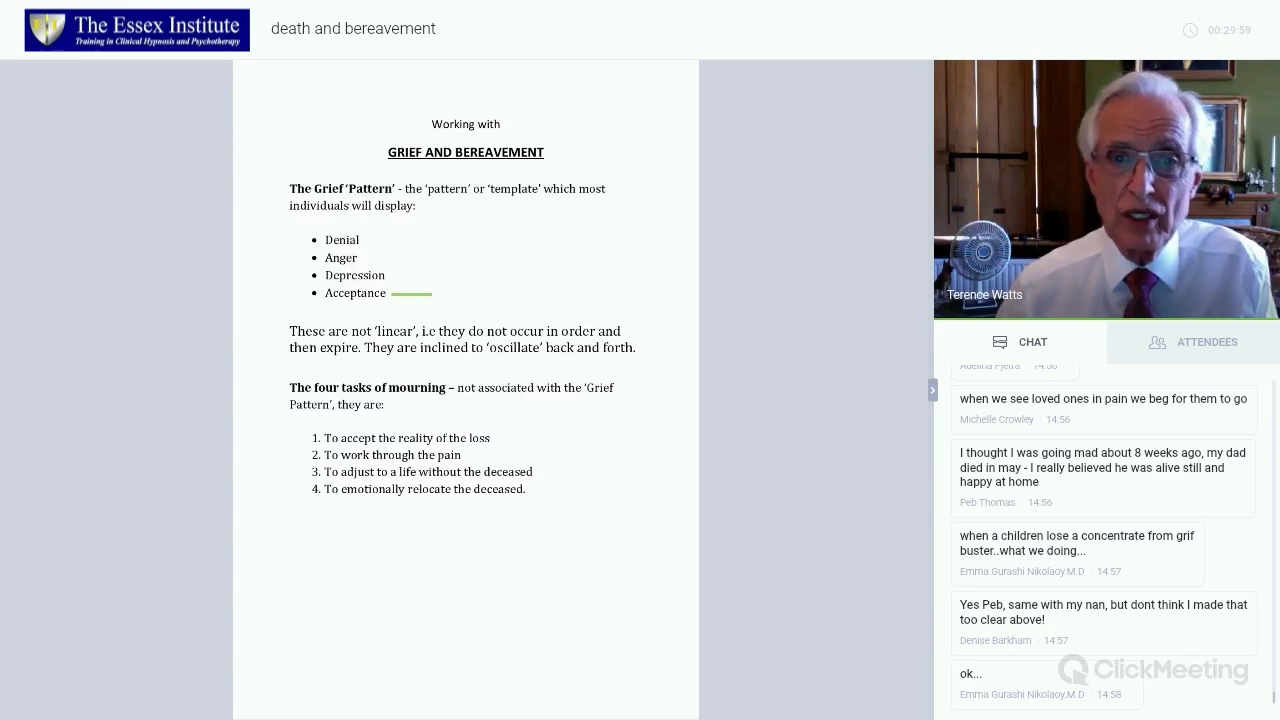 The Essex Institute
Training in Clinical Hypnosis and Psychotherapy
death and bereavement
00:29:59
Working with
GRIEF AND BEREAVEMENT
The Grief ‘Pattern’ - the ‘pattern’ or ‘template’ which most
individuals will display:
• Denial
• Anger
• Depression
• Acceptance
These are not ‘linear’, i.e they do not occur in order and
then expire. They are inclined to ‘oscillate’ back and forth.
The four tasks of mourning – not associated with the ‘Grief
Pattern’, they are:
1. To accept the reality of the loss
2. To work through the pain
3. To adjust to a life without the deceased
4. To emotionally relocate the deceased.
Terence Watts
CHAT
ATTENDEES
Adelina Pjetra 14:56
when we see loved ones in pain we beg for them to go
Michelle Crowley 14:56
I thought I was going mad about 8 weeks ago, my dad
died in may - I really believed he was alive still and
happy at home
Peb Thomas 14:56
when a children lose a concentrate from grif
buster..what we doing...
Emma Gurashi Nikolaoy.M.D 14:57
Yes Peb, same with my nan, but dont think I made that
too clear above!
Denise Barkham 14:57
ok...
Emma Gurashi Nikolaoy.M.D 14:58
ClickMeeting